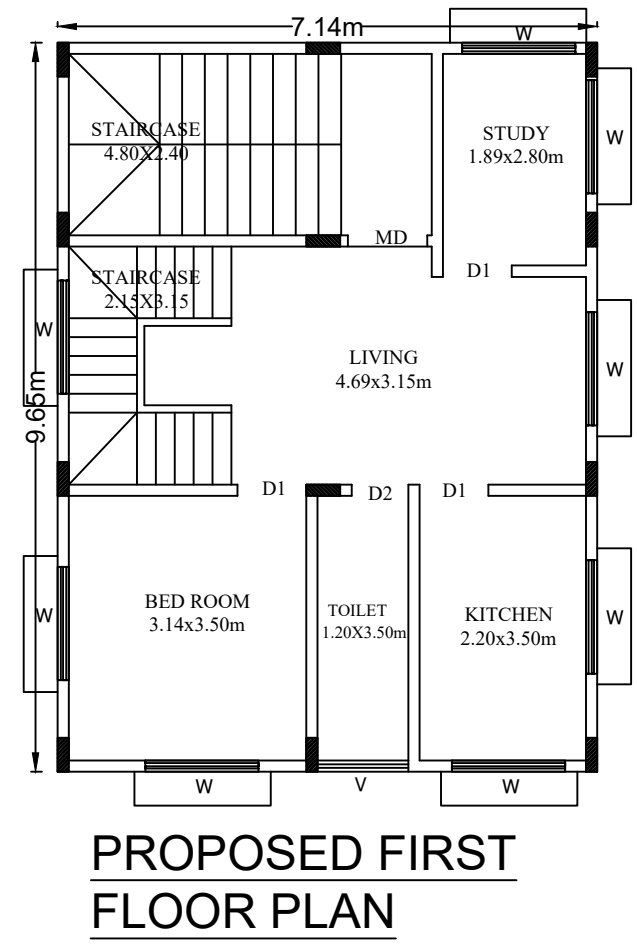 7.14m
W
STAIRCASE
4.80X2.40
STUDY
1.89x2.80m
W
MD
D1
STAIRCASE
2.15X3.15
W
LIVING
4.69x3.15m
W
9.65m
D1
D2
D1
BED ROOM
3.14x3.50m
W
TOILET
1.20X3.50m
KITCHEN
2.20x3.50m
W
W
V
W
PROPOSED FIRST
FLOOR PLAN